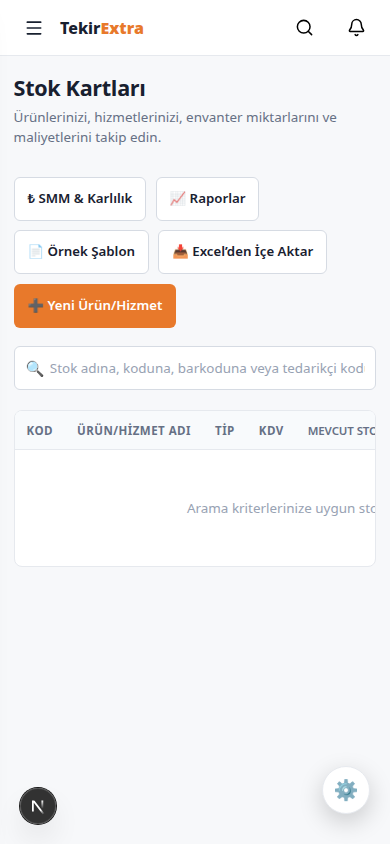 TekirExtra
Stok Kartları
Ürünlerinizi, hizmetlerinizi, envanter miktarlarını ve
maliyetlerini takip edin.
₺ SMM & Karlılık
Raporlar
Örnek Şablon
Excel'den İçe Aktar
Yeni Ürün/Hizmet
Stok adına, koduna, barkoduna veya tedarikçi kod
KOD ÜRÜN/HİZMET ADI TİP KDV MEVCUT STO
Arama kriterlerinize uygun sto
N